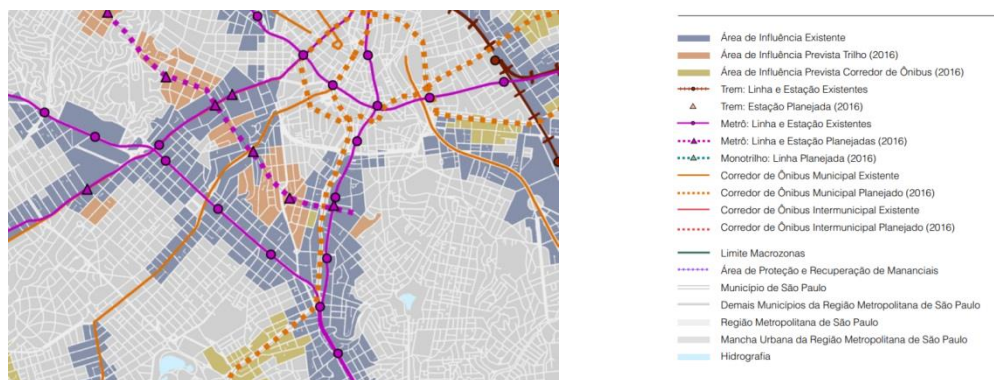 Área de Influência Existente
Área de Influência Prevista Trilho (2016)
Área de Influência Prevista Corredor de Ônibus (2016)
Trem: Linha e Estação Existentes
Trem: Estação Planejada (2016)
Metrô: Linha e Estação Existentes
Metrô: Linha e Estação Planejadas (2016)
Monotrilho: Linha Planejada (2016)
Corredor de Ônibus Municipal Existente
Corredor de Ônibus Municipal Planejado (2016)
Corredor de Ônibus Intermunicipal Existente
Corredor de Ônibus Intermunicipal Planejado (2016)
Limite Macrozonas
Área de Proteção e Recuperação de Mananciais
Município de São Paulo
Demais Municípios da Região Metropolitana de São Paulo
Região Metropolitana de São Paulo
Mancha Urbana da Região Metropolitana de São Paulo
Hidrografia